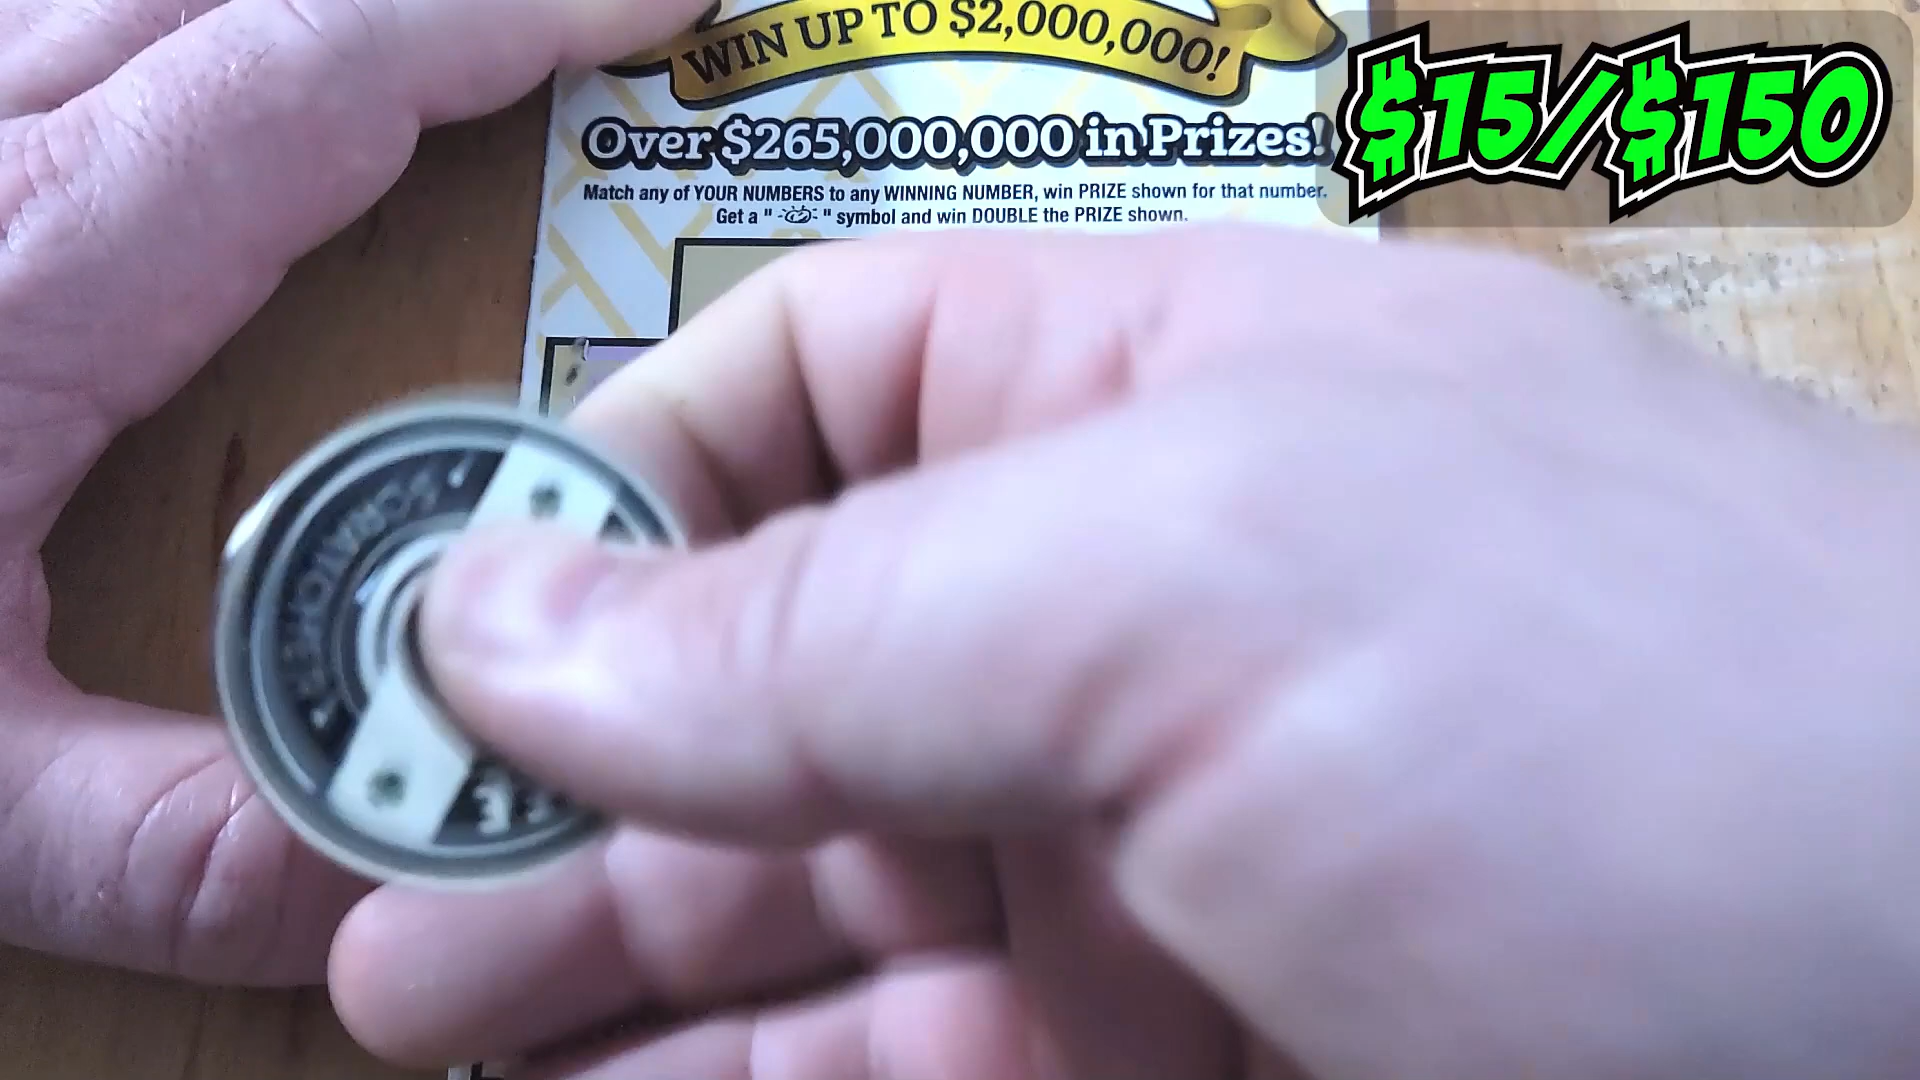 WIN UP TO $2,000,000!
$15/$150
Over $265,000,000 in Prizes!
Match any of YOUR NUMBERS to any WINNING NUMBER, win PRIZE shown for that number.
Get a " " symbol and win DOUBLE the PRIZE shown.